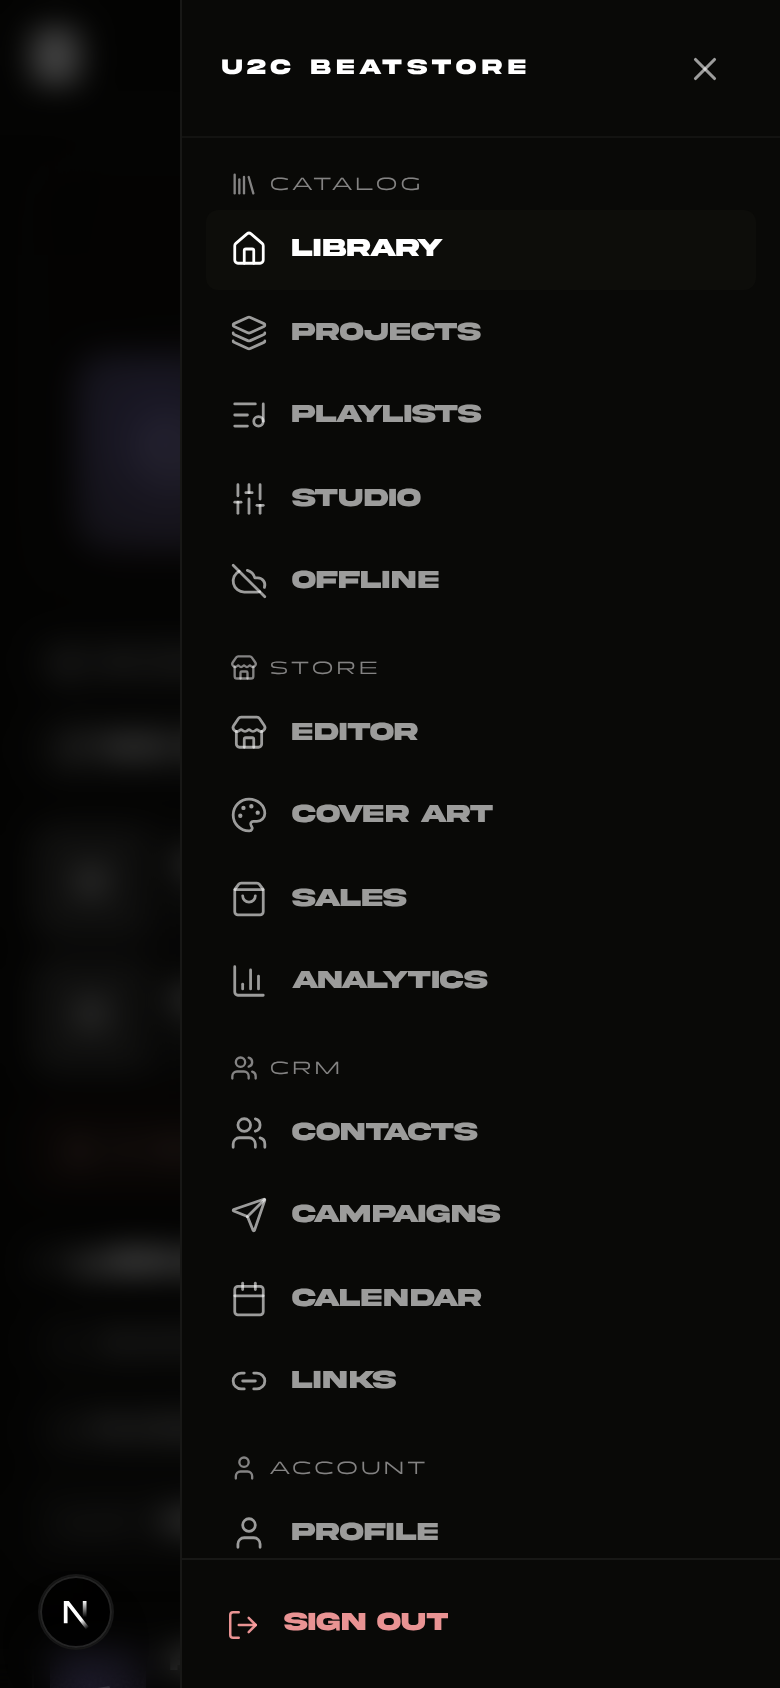 U2C BEATSTORE
CATALOG
LIBRARY
PROJECTS
PLAYLISTS
STUDIO
OFFLINE
STORE
EDITOR
COVER ART
SALES
ANALYTICS
CRM
CONTACTS
CAMPAIGNS
CALENDAR
LINKS
ACCOUNT
PROFILE
N
SIGN OUT